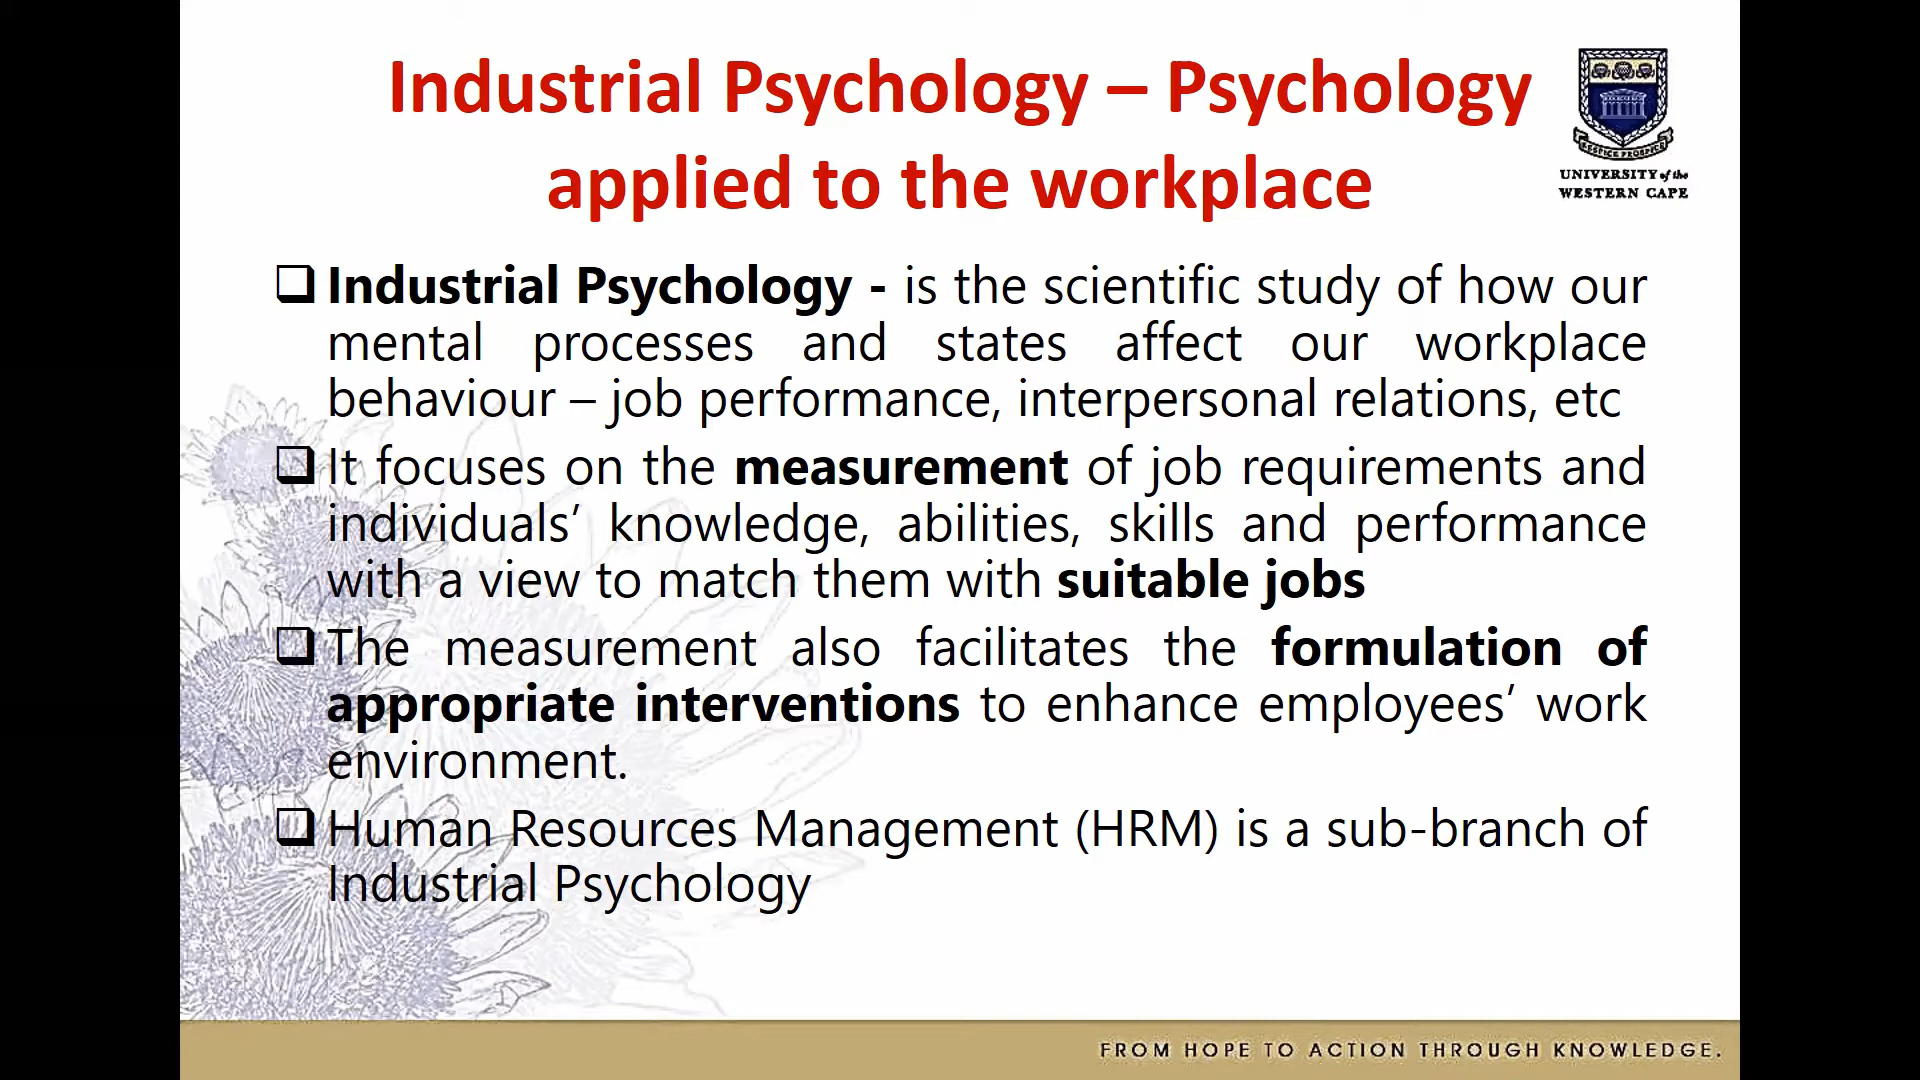 Industrial Psychology – Psychology
applied to the workplace
RESPICE PROSPICE
UNIVERSITY of the
WESTERN CAPE
❑ Industrial Psychology - is the scientific study of how our
mental processes and states affect our workplace
behaviour – job performance, interpersonal relations, etc
❑ It focuses on the measurement of job requirements and
individuals’ knowledge, abilities, skills and performance
with a view to match them with suitable jobs
❑ The measurement also facilitates the formulation of
appropriate interventions to enhance employees’ work
environment.
❑ Human Resources Management (HRM) is a sub-branch of
Industrial Psychology
FROM HOPE TO ACTION THROUGH KNOWLEDGE.